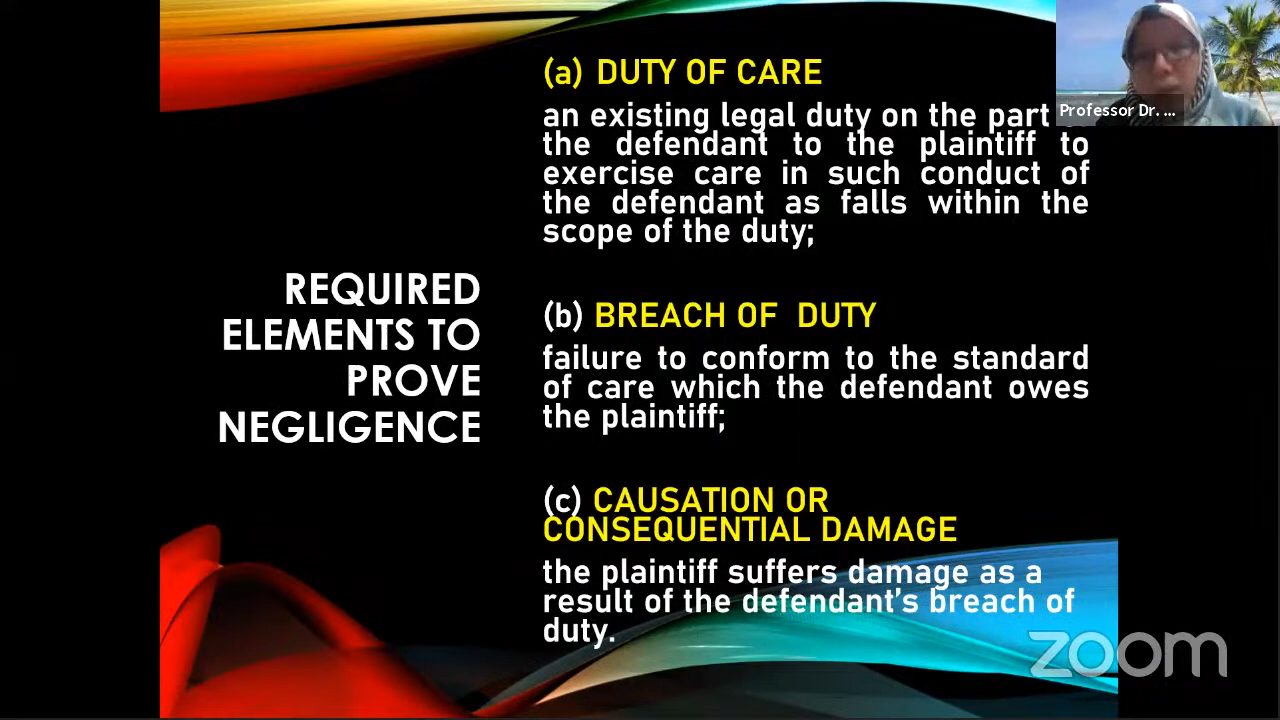 REQUIRED
ELEMENTS TO
PROVE
NEGLIGENCE
(a) DUTY OF CARE
an existing legal duty on the part
the defendant to the plaintiff to
exercise care in such conduct of
the defendant as falls within the
scope of the duty;
(b) BREACH OF DUTY
failure to conform to the standard
of care which the defendant owes
the plaintiff;
(c) CAUSATION OR
CONSEQUENTIAL DAMAGE
the plaintiff suffers damage as a
result of the defendant's breach of
duty.
Professor Dr. ...
zoom